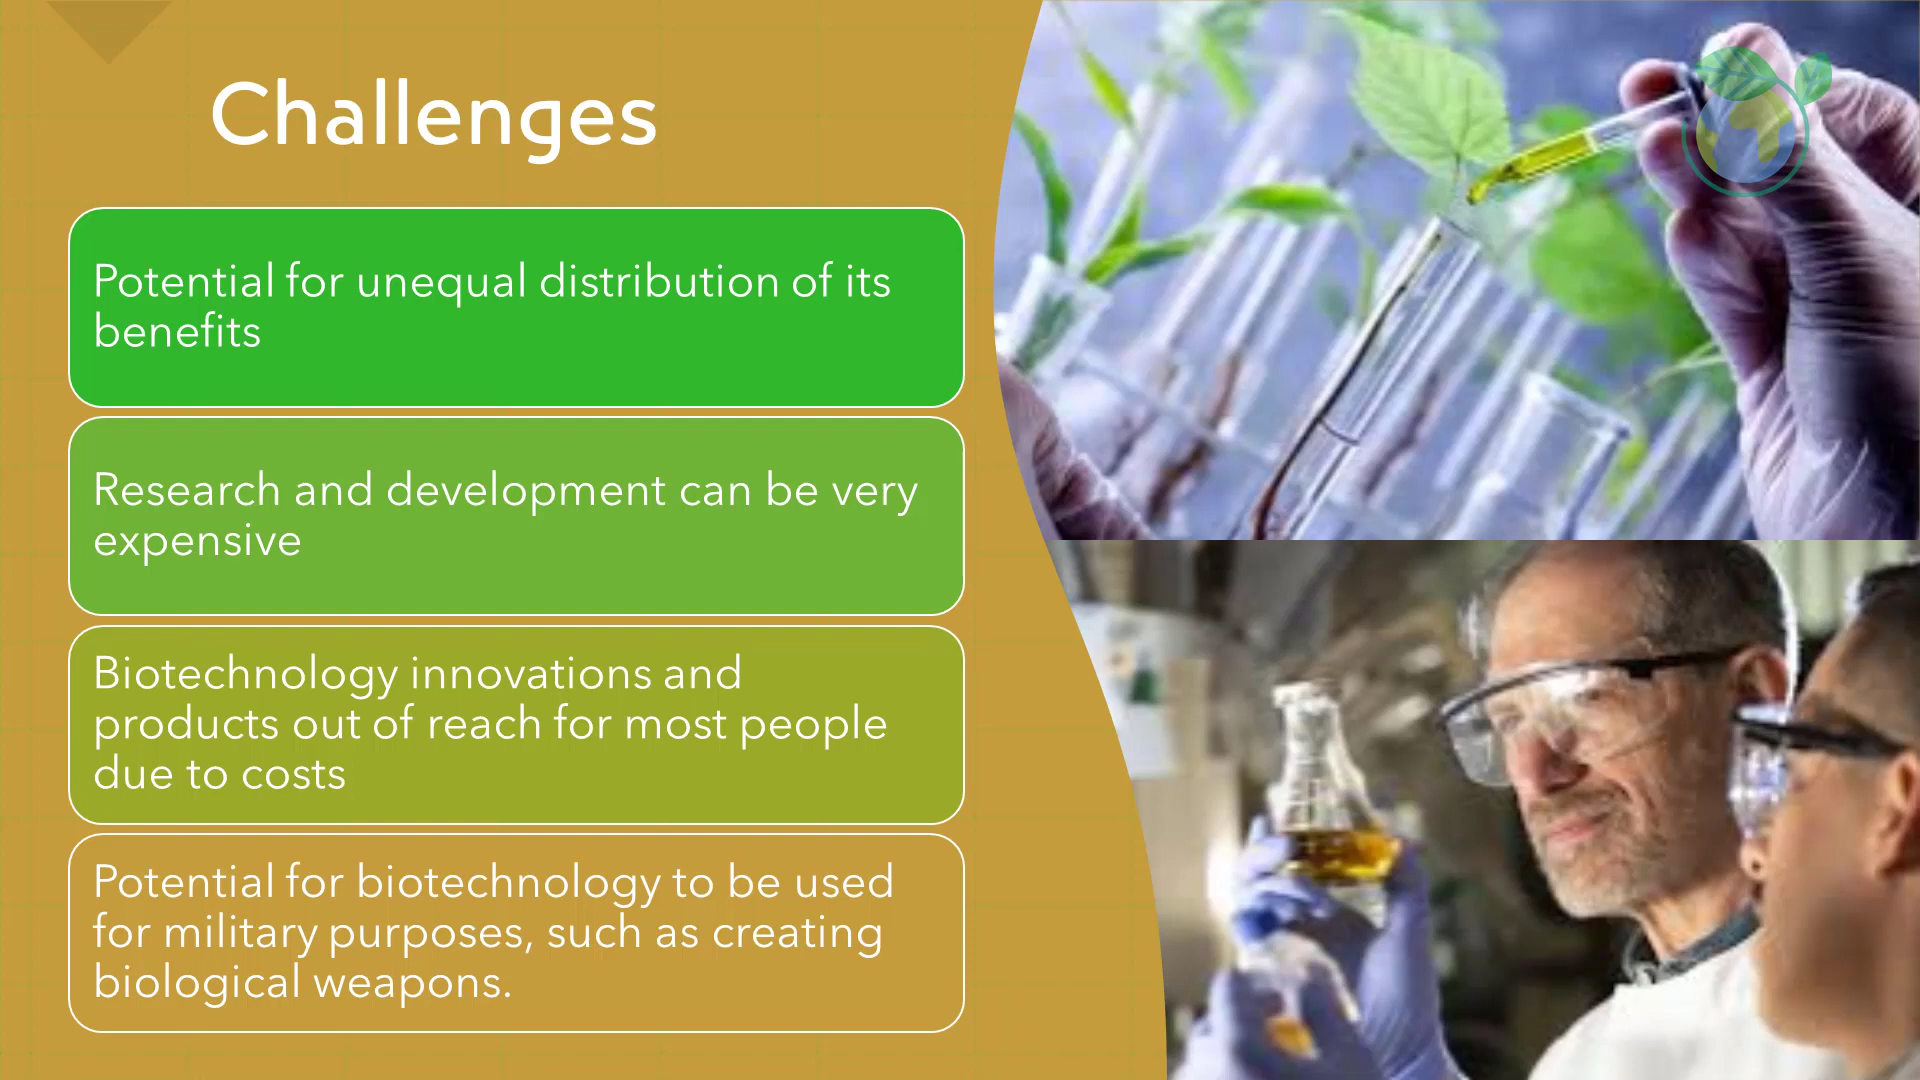 Challenges
Potential for unequal distribution of its
benefits
Research and development can be very
expensive
Biotechnology innovations and
products out of reach for most people
due to costs
Potential for biotechnology to be used
for military purposes, such as creating
biological weapons.